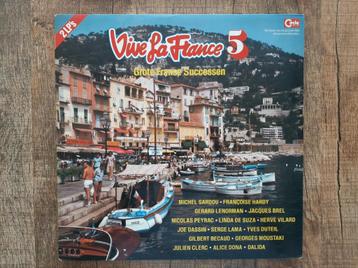 2 LP's
Vive la France 5
Grote Franse Successen
MICHEL SARDOU · FRANÇOISE HARDY
GERARD LENORMAN · JACQUES BREL
NICOLAS PEYRAC · LINDA DE SUZA · HERVE VILARD
JOE DASSIN · SERGE LAMA · YVES DUTEIL
GILBERT BECAUD · GEORGES MOUSTAKI
JULIEN CLERC · ALICE DONA · DALIDA